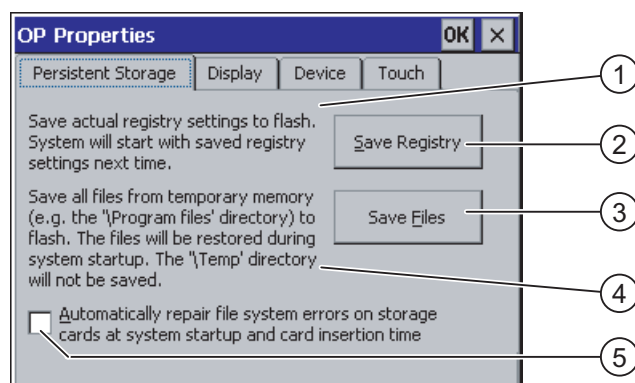 OP Properties OK ×
Persistent Storage Display Device Touch
Save actual registry settings to flash.
System will start with saved registry
settings next time.
Save Registry
Save all files from temporary memory
(e.g. the '\Program files' directory) to
flash. The files will be restored during
system startup. The '\Temp' directory
will not be saved.
Save Files
Automatically repair file system errors on storage
cards at system startup and card insertion time
1
2
3
4
5